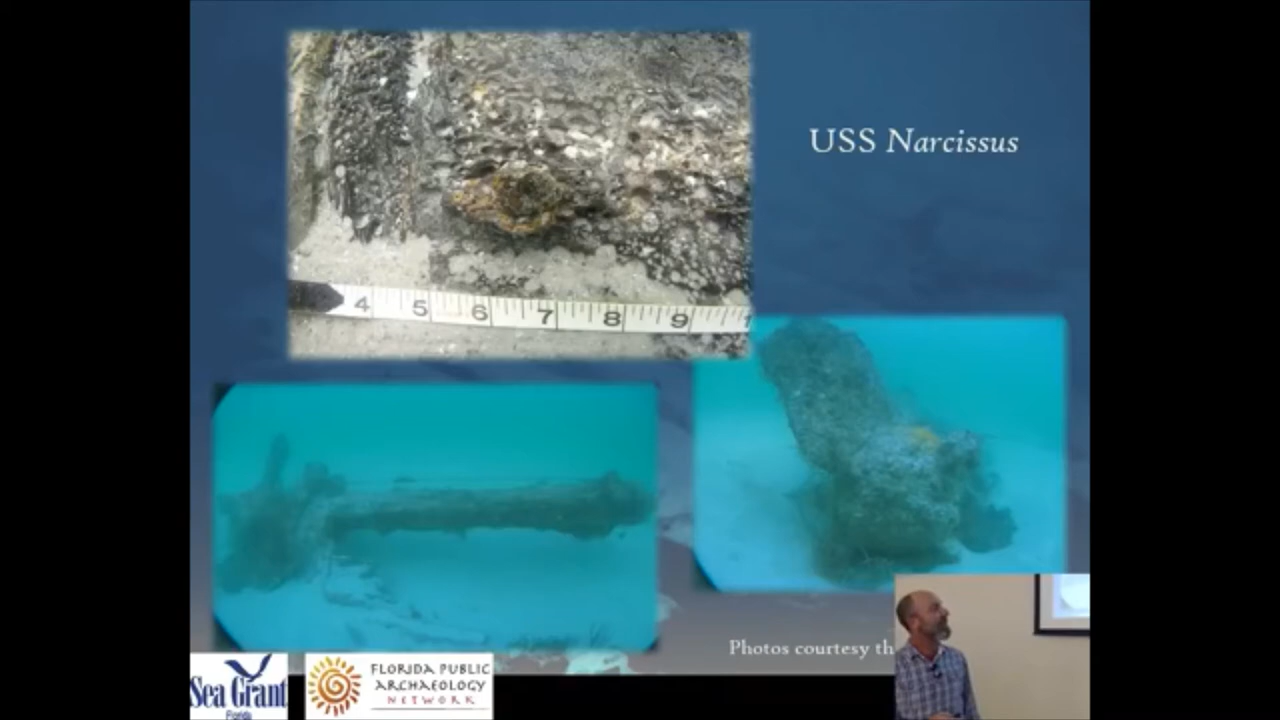 USS Narcissus
4 5 6 7 8 9
Photos courtesy th
Sea Grant
Florida
FLORIDA PUBLIC
ARCHAEOLOGY
NETWORK